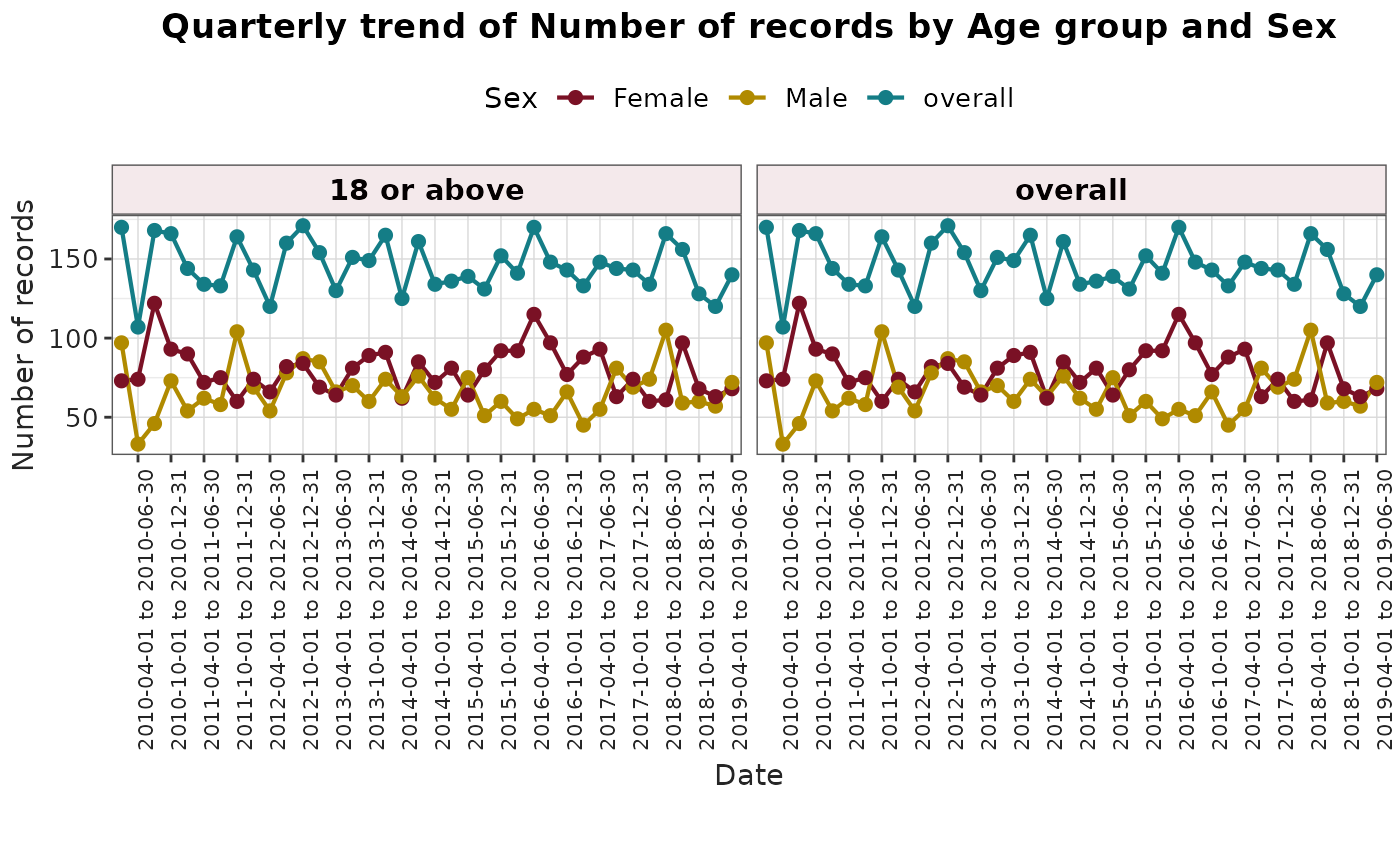 Quarterly trend of Number of records by Age group and Sex
Sex Female Male overall
18 or above
overall
Number of records
150
100
50
2010-04-01 to 2010-06-30
2010-10-01 to 2010-12-31
2011-04-01 to 2011-06-30
2011-10-01 to 2011-12-31
2012-04-01 to 2012-06-30
2012-10-01 to 2012-12-31
2013-04-01 to 2013-06-30
2013-10-01 to 2013-12-31
2014-04-01 to 2014-06-30
2014-10-01 to 2014-12-31
2015-04-01 to 2015-06-30
2015-10-01 to 2015-12-31
2016-04-01 to 2016-06-30
2016-10-01 to 2016-12-31
2017-04-01 to 2017-06-30
2017-10-01 to 2017-12-31
2018-04-01 to 2018-06-30
2018-10-01 to 2018-12-31
2019-04-01 to 2019-06-30
2010-04-01 to 2010-06-30
2010-10-01 to 2010-12-31
2011-04-01 to 2011-06-30
2011-10-01 to 2011-12-31
2012-04-01 to 2012-06-30
2012-10-01 to 2012-12-31
2013-04-01 to 2013-06-30
2013-10-01 to 2013-12-31
2014-04-01 to 2014-06-30
2014-10-01 to 2014-12-31
2015-04-01 to 2015-06-30
2015-10-01 to 2015-12-31
2016-04-01 to 2016-06-30
2016-10-01 to 2016-12-31
2017-04-01 to 2017-06-30
2017-10-01 to 2017-12-31
2018-04-01 to 2018-06-30
2018-10-01 to 2018-12-31
2019-04-01 to 2019-06-30
Date